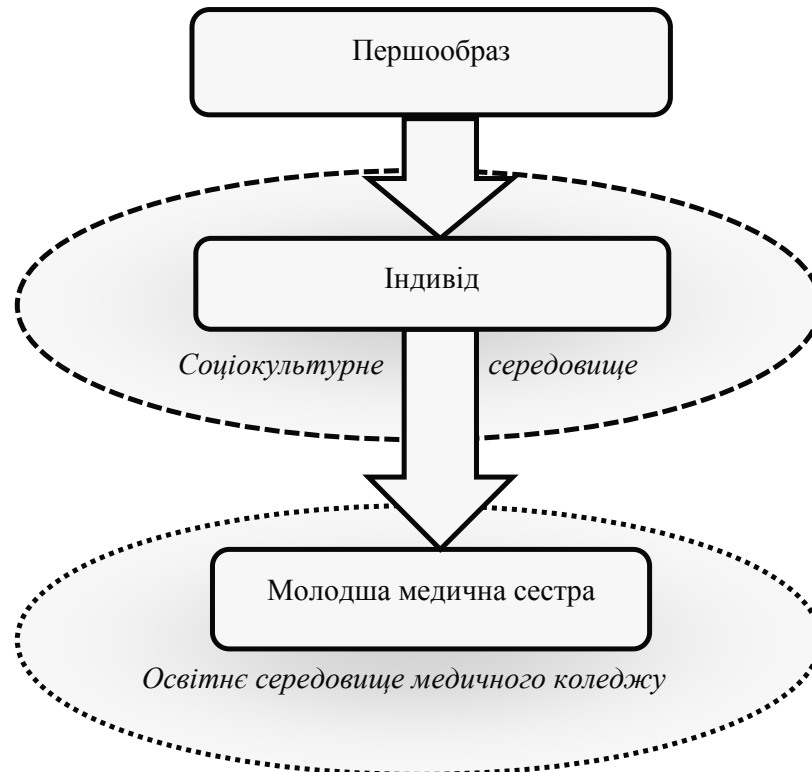 Першообраз
Індивід
Соціокультурне середовище
Молодша медична сестра
Освітнє середовище медичного коледжу